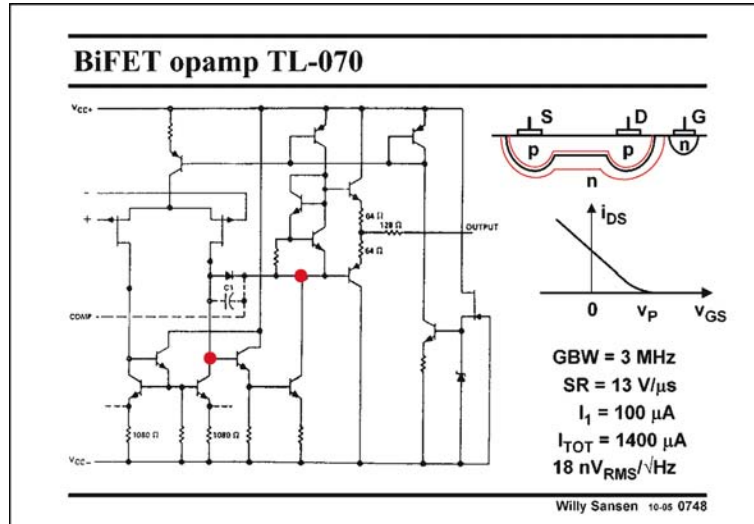 BiFET opamp TL-070
VCC+
-
+
COMP
C1
1080 Ω
1080 Ω
VCC-
64 Ω
128 Ω
64 Ω
OUTPUT
S D G
p p n
n
iDS
0 vP vGS
GBW = 3 MHz
SR = 13 V/μs
I1 = 100 μA
ITOT = 1400 μA
18 nVRMS/√Hz
Willy Sansen 10-05 0748